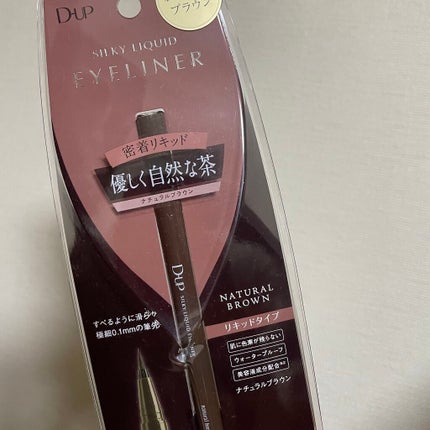 D-UP
ブラウン
SILKY LIQUID
EYELINER
密着リキッド
優しく自然な茶
ナチュラルブラウン
D-UP SILKY LIQUID
すべるように滑らか
極細0.1mmの筆先
NATURAL
BROWN
リキッドタイプ
肌に色素が残らない
ウォータープルーフ
美容液成分配合
ナチュラルブラウン